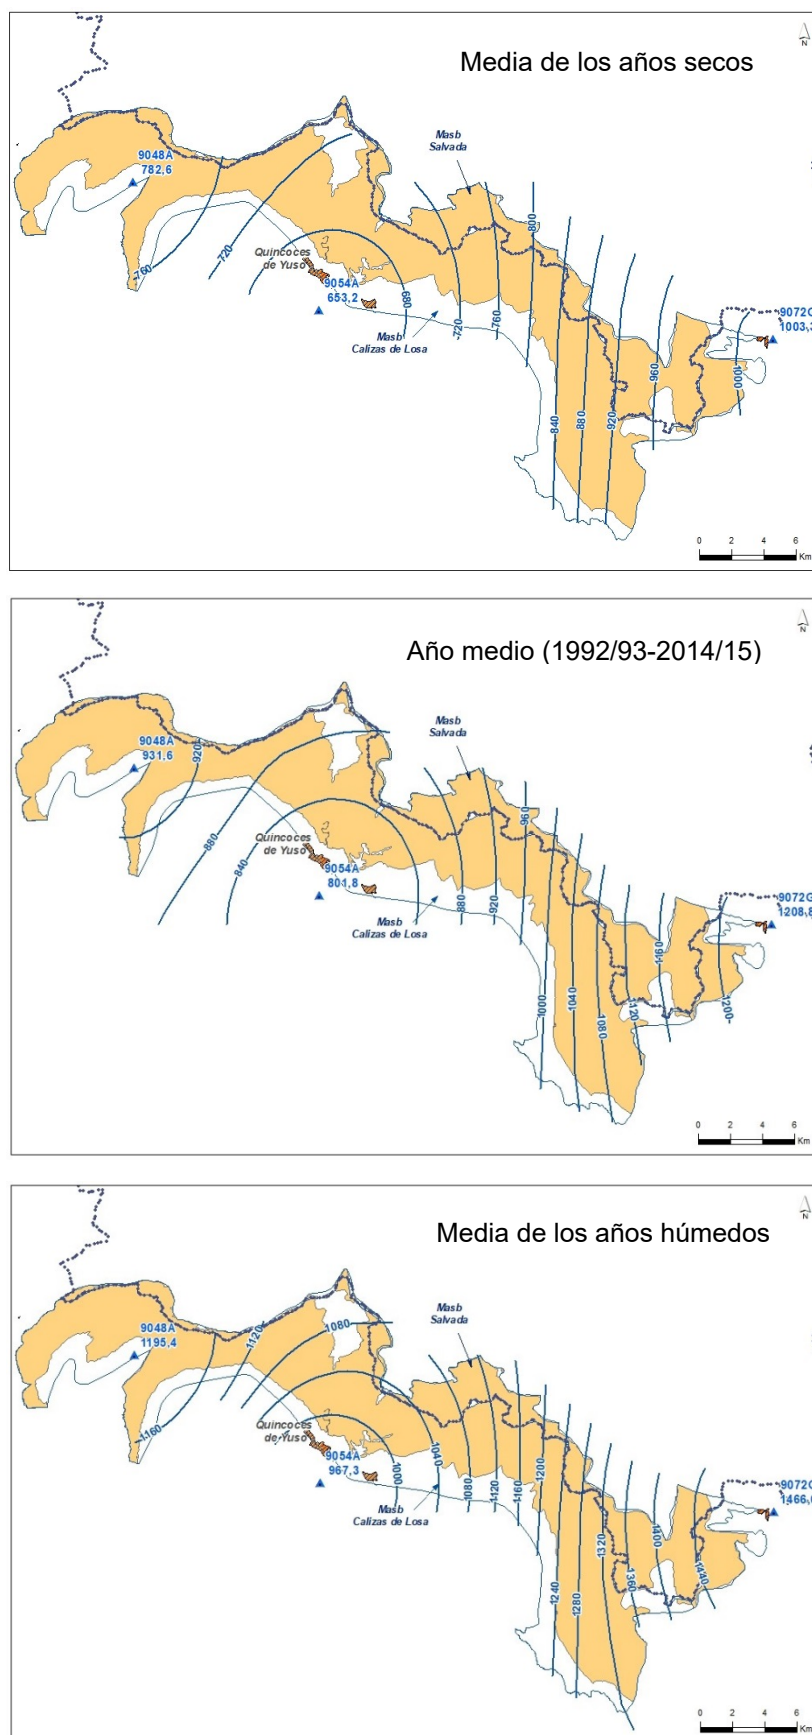 Media de los años secos
N
Masb
Salvada
9048A
782,6
800
760
720
Quincoces
de Yuso
9054A
653,2
680
720
760
Masb
Calizas de Losa
9072G
1003,3
960
1000
840
880
920
0 2 4 6
Km
Año medio (1992/93-2014/15)
N
Masb
Salvada
9048A
931,6
920
960
880
840
Quincoces
de Yuso
9054A
801,8
880
920
Masb
Calizas de Losa
9072G
1208,8
1160
1000
1040
1080
1120
1200
0 2 4 6
Km
Media de los años húmedos
N
Masb
Salvada
9048A
1195,4
1120
1080
1160
Quincoces
de Yuso
9054A
967,3
1000
1040
1080
1120
1160
1200
Masb
Calizas de Losa
9072G
1240
1280
1320
1360
1400
1440
0 2 4 6
Km